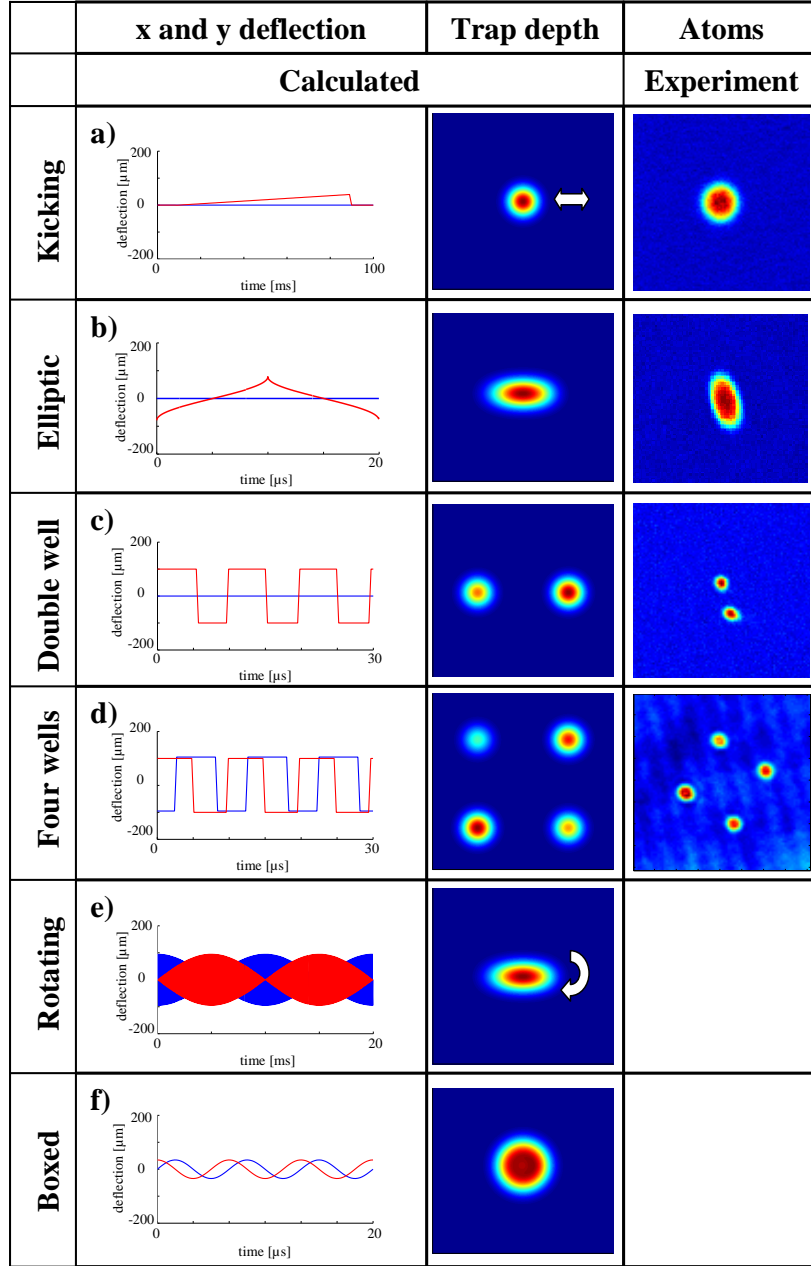 x and y deflection Trap depth Atoms
Calculated Experiment
Kicking
a)
deflection [µm]
200
0
-200
0 100
time [ms]
Elliptic
b)
deflection [µm]
200
0
-200
0 20
time [µs]
Double well
c)
deflection [µm]
200
0
-200
0 30
time [µs]
Four wells
d)
deflection [µm]
200
0
-200
0 30
time [µs]
Rotating
e)
deflection [µm]
200
0
-200
0 20
time [ms]
Boxed
f)
deflection [µm]
200
0
-200
0 20
time [µs]